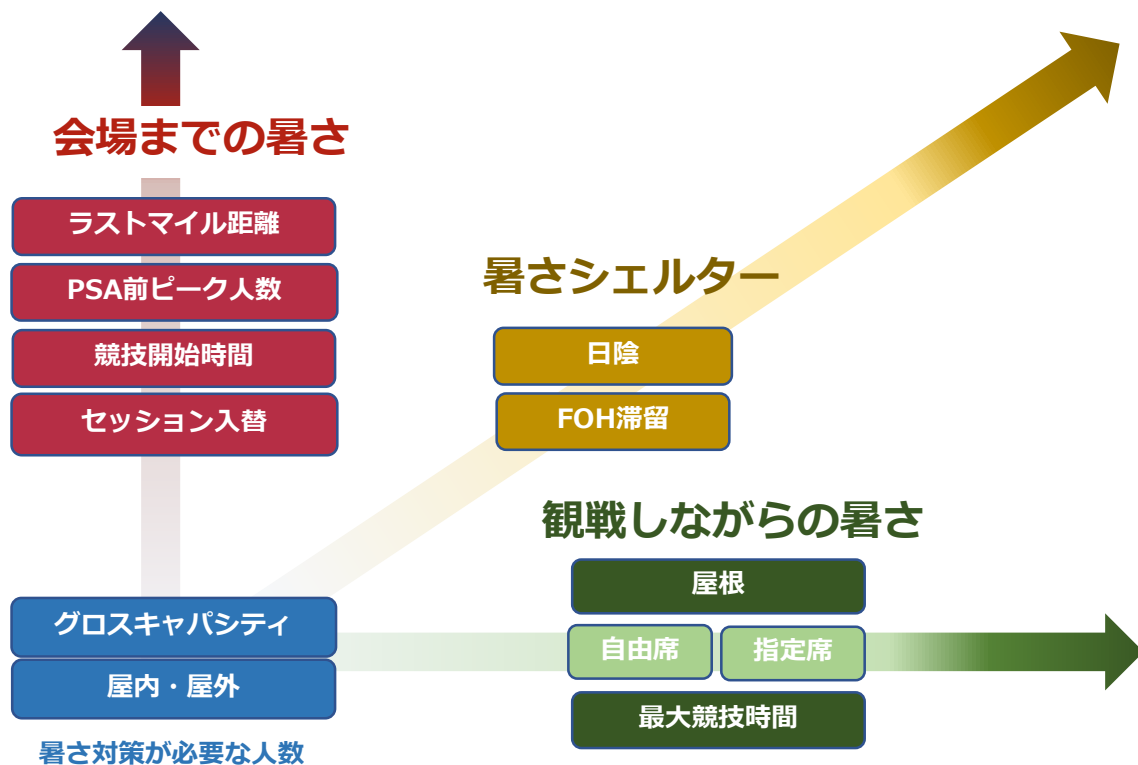 会場までの暑さ
ラストマイル距離
PSA前ピーク人数
競技開始時間
セッション入替
暑さシェルター
日陰
FOH滞留
観戦しながらの暑さ
屋根
自由席
指定席
最大競技時間
グロスキャパシティ
屋内・屋外
暑さ対策が必要な人数